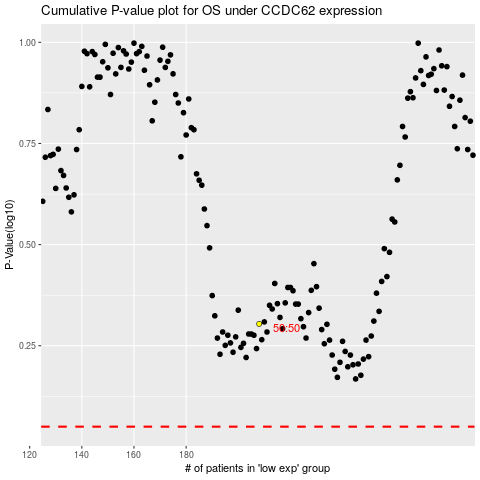 Cumulative P-value plot for OS under CCDC62 expression
P-Value(log10)
1.00
0.75
0.50
0.25
50:50
120 140 160 180
# of patients in 'low exp' group